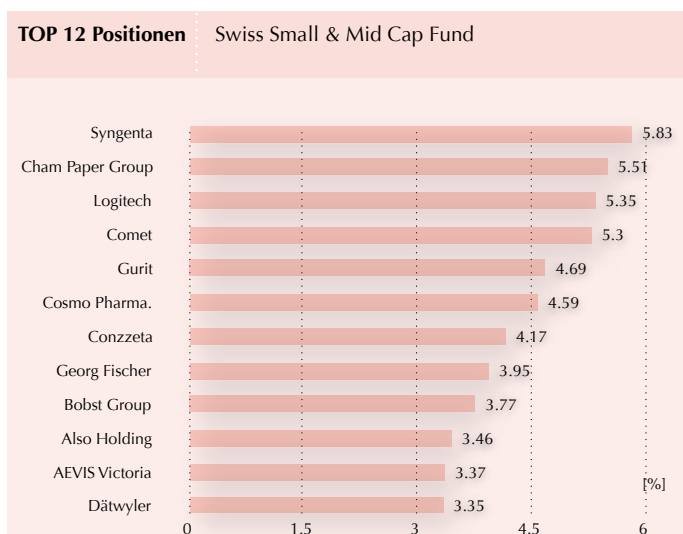 TOP 12 Positionen Swiss Small & Mid Cap Fund
Syngenta 5.83
Cham Paper Group 5.51
Logitech 5.35
Comet 5.3
Gurit 4.69
Cosmo Pharma. 4.59
Conzzeta 4.17
Georg Fischer 3.95
Bobst Group 3.77
Also Holding 3.46
AEVIS Victoria 3.37
[%]
Dätwyler 3.35
0 1.5 3 4.5 6